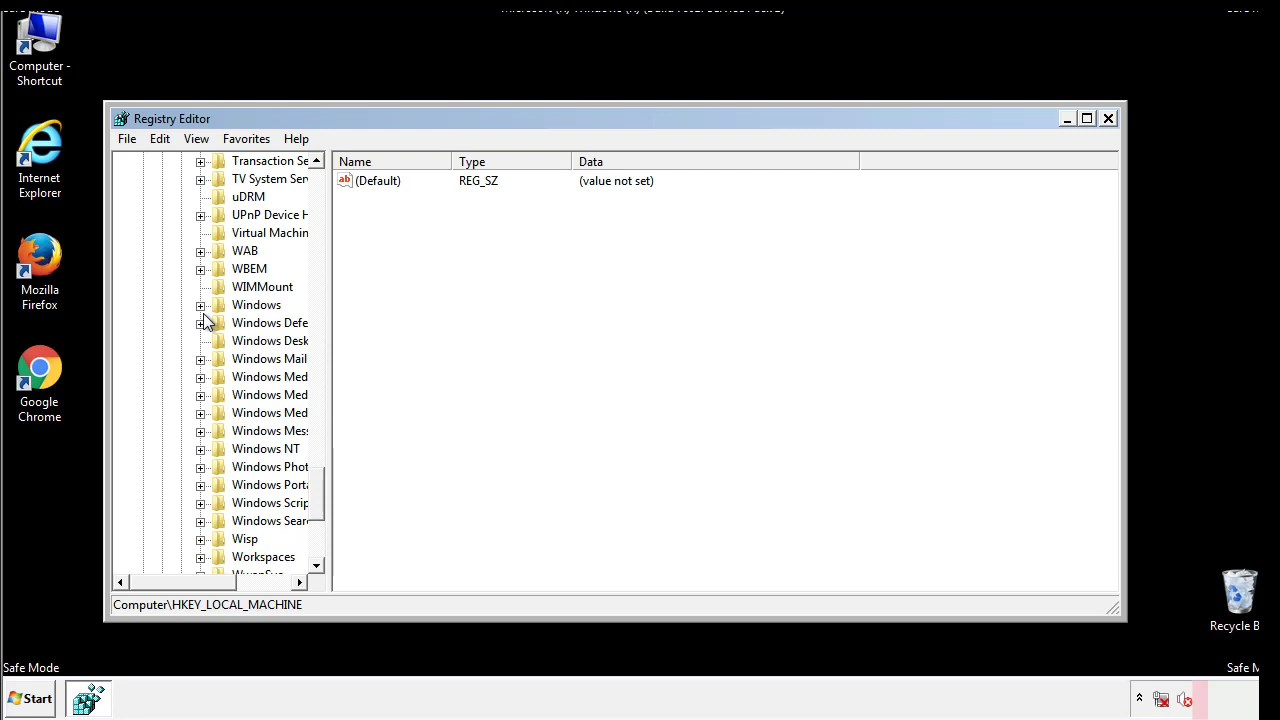 Computer -
Shortcut
Internet
Explorer
Mozilla
Firefox
Google
Chrome
Registry Editor
File Edit View Favorites Help
Transaction Se
TV System Serv
uDRM
UPnP Device H
Virtual Machin
WAB
WBEM
WIMMount
Windows
Windows Defe
Windows Desk
Windows Mail
Windows Med
Windows Med
Windows Med
Windows Mess
Windows NT
Windows Phot
Windows Porta
Windows Scrip
Windows Sear
Wisp
Workspaces
Name Type Data
(Default) REG_SZ (value not set)
Computer\HKEY_LOCAL_MACHINE
Recycle B
Safe Mode
Safe M
Start